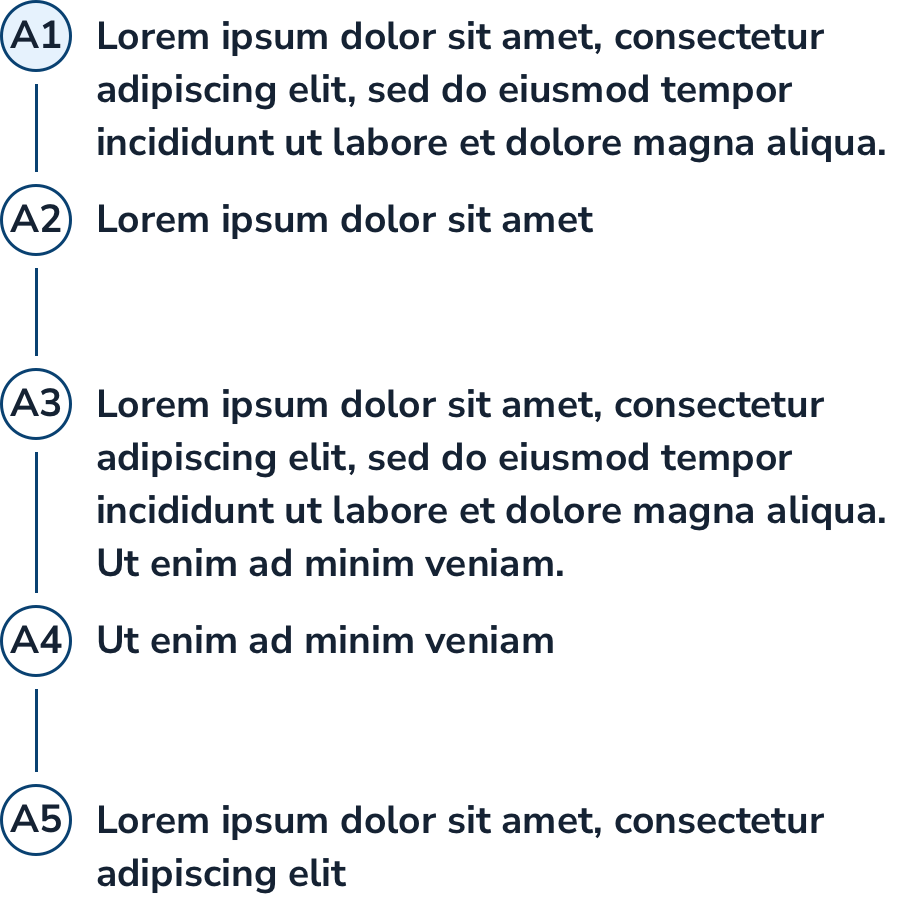 A1 Lorem ipsum dolor sit amet, consectetur
adipiscing elit, sed do eiusmod tempor
incididunt ut labore et dolore magna aliqua.
A2 Lorem ipsum dolor sit amet
A3 Lorem ipsum dolor sit amet, consectetur
adipiscing elit, sed do eiusmod tempor
incididunt ut labore et dolore magna aliqua.
Ut enim ad minim veniam.
A4 Ut enim ad minim veniam
A5 Lorem ipsum dolor sit amet, consectetur
adipiscing elit